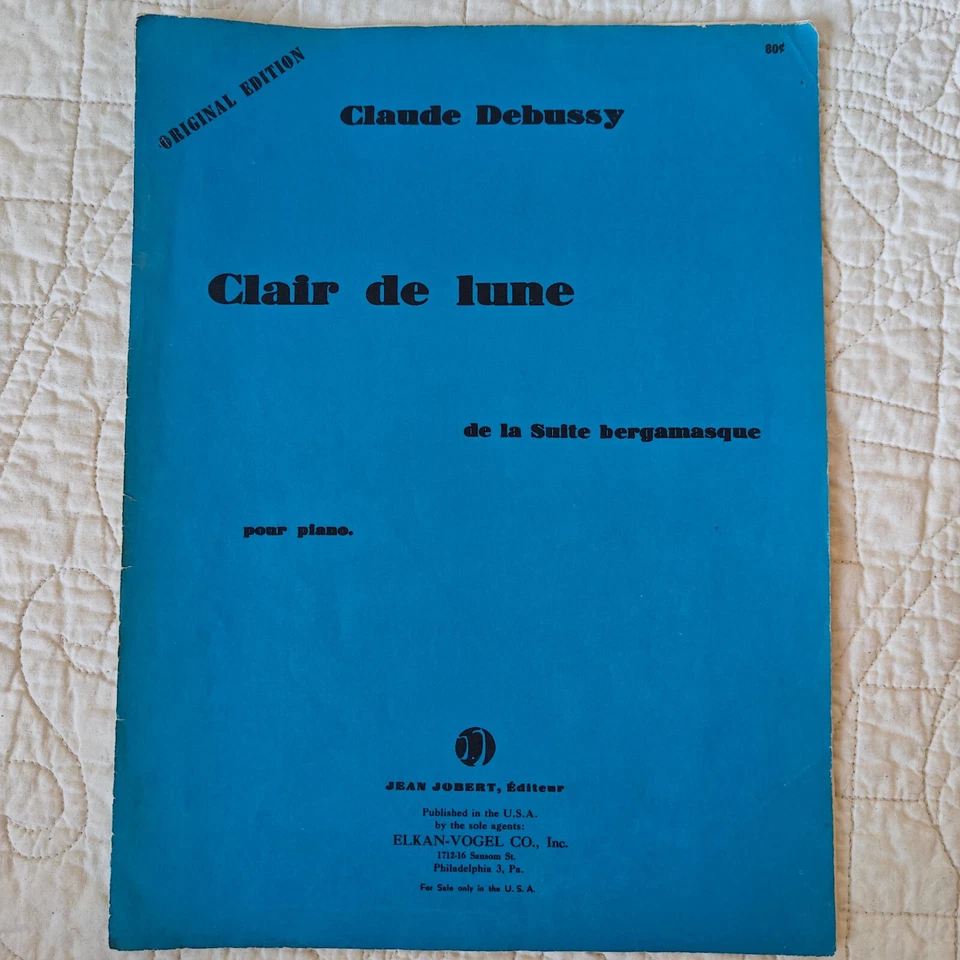 ORIGINAL EDITION
80¢
Claude Debussy
Clair de lune
de la Suite bergamasque
pour piano.
JJ
JEAN JOBERT, Éditeur
Published in the U.S.A.
by the sole agents:
ELKAN-VOGEL CO., Inc.
1712-16 Sansom St.
Philadelphia 3, Pa.
For Sale only in the U. S. A.